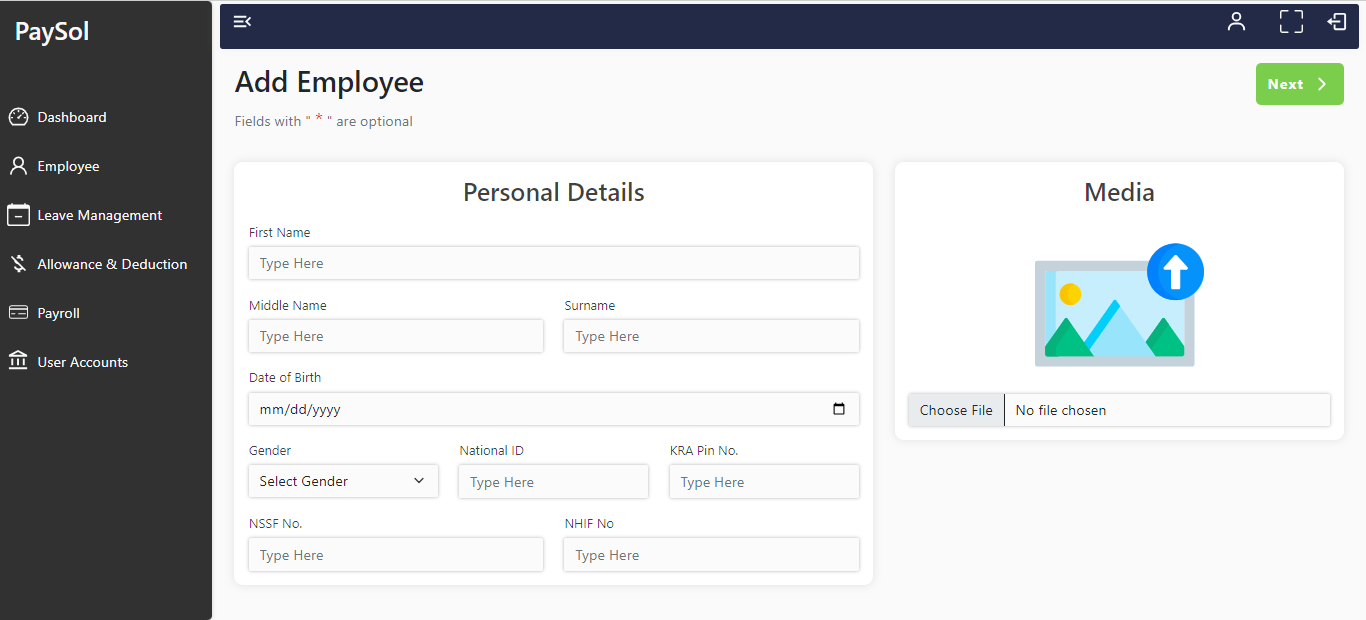 PaySol
Dashboard
Employee
Leave Management
Allowance & Deduction
Payroll
User Accounts
Add Employee
Next
Fields with " * " are optional
Personal Details
First Name
Type Here
Middle Name Surname
Type Here Type Here
Date of Birth
mm/dd/yyyy
Gender National ID KRA Pin No.
Select Gender Type Here Type Here
NSSF No. NHIF No
Type Here Type Here
Media
Choose File No file chosen